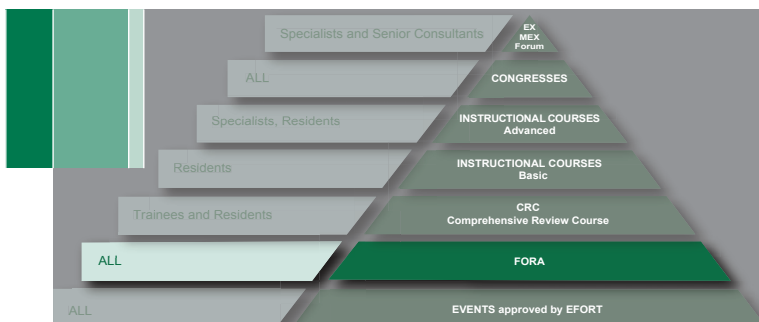 Specialists and Senior Consultants
EX
MEX
Forum
ALL
CONGRESSES
Specialists, Residents
INSTRUCTIONAL COURSES
Advanced
Residents
INSTRUCTIONAL COURSES
Basic
Trainees and Residents
CRC
Comprehensive Review Course
ALL
FORA
ALL
EVENTS approved by EFORT